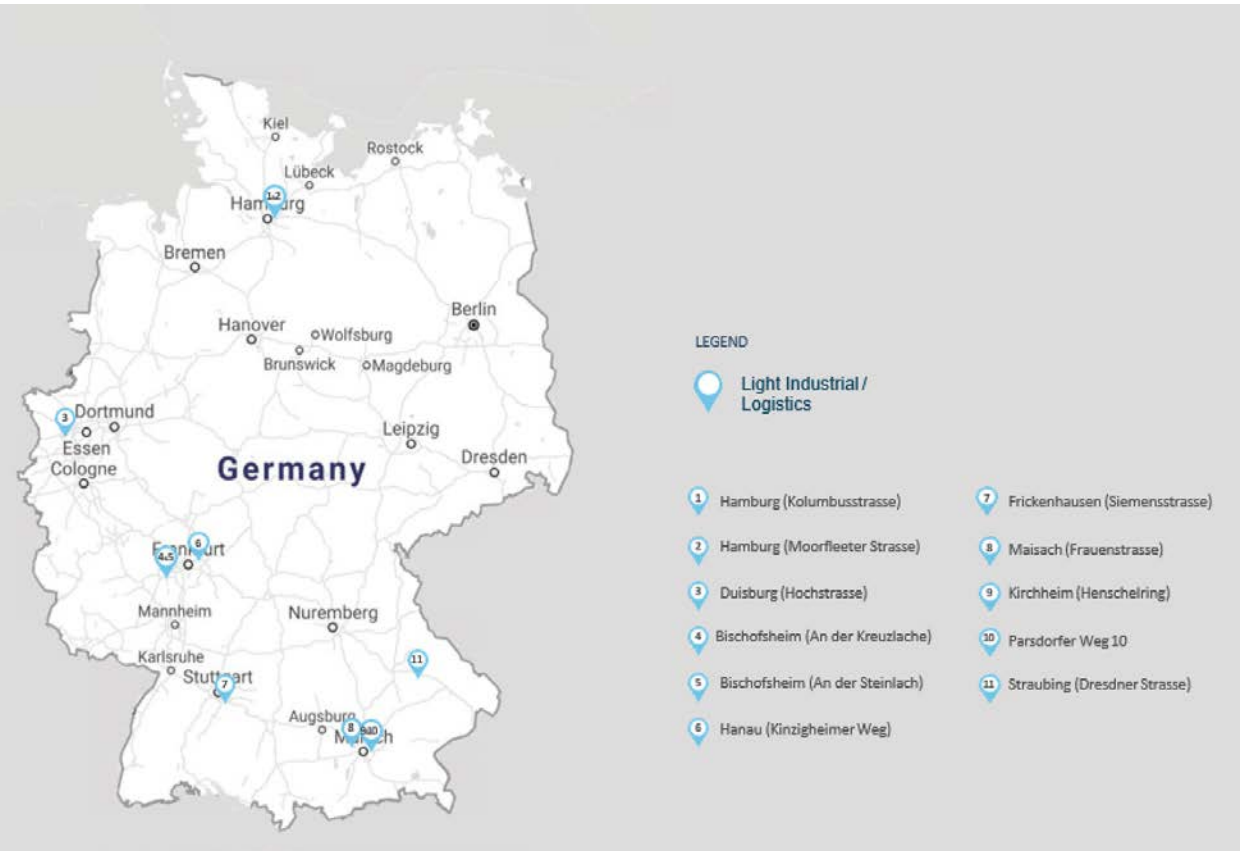 Kiel
Rostock
Lübeck
1,2
Hamburg
Bremen
Berlin
Hanover
Wolfsburg
Brunswick
Magdeburg
3
Dortmund
Essen
Leipzig
Cologne
Germany
Dresden
6
Frankfurt
4,5
Mannheim
Nuremberg
Karlsruhe
11
Stuttgart
7
Augsburg
8
9
10
Munich
LEGEND
Light Industrial /
Logistics
1 Hamburg (Kolumbusstrasse)
2 Hamburg (Moorfleeter Strasse)
3 Duisburg (Hochstrasse)
4 Bischofsheim (An der Kreuzlache)
5 Bischofsheim (An der Steinlach)
6 Hanau (Kinzigheimer Weg)
7 Frickenhausen (Siemensstrasse)
8 Maisach (Frauenstrasse)
9 Kirchheim (Henschelring)
10 Parsdorfer Weg 10
11 Straubing (Dresdner Strasse)